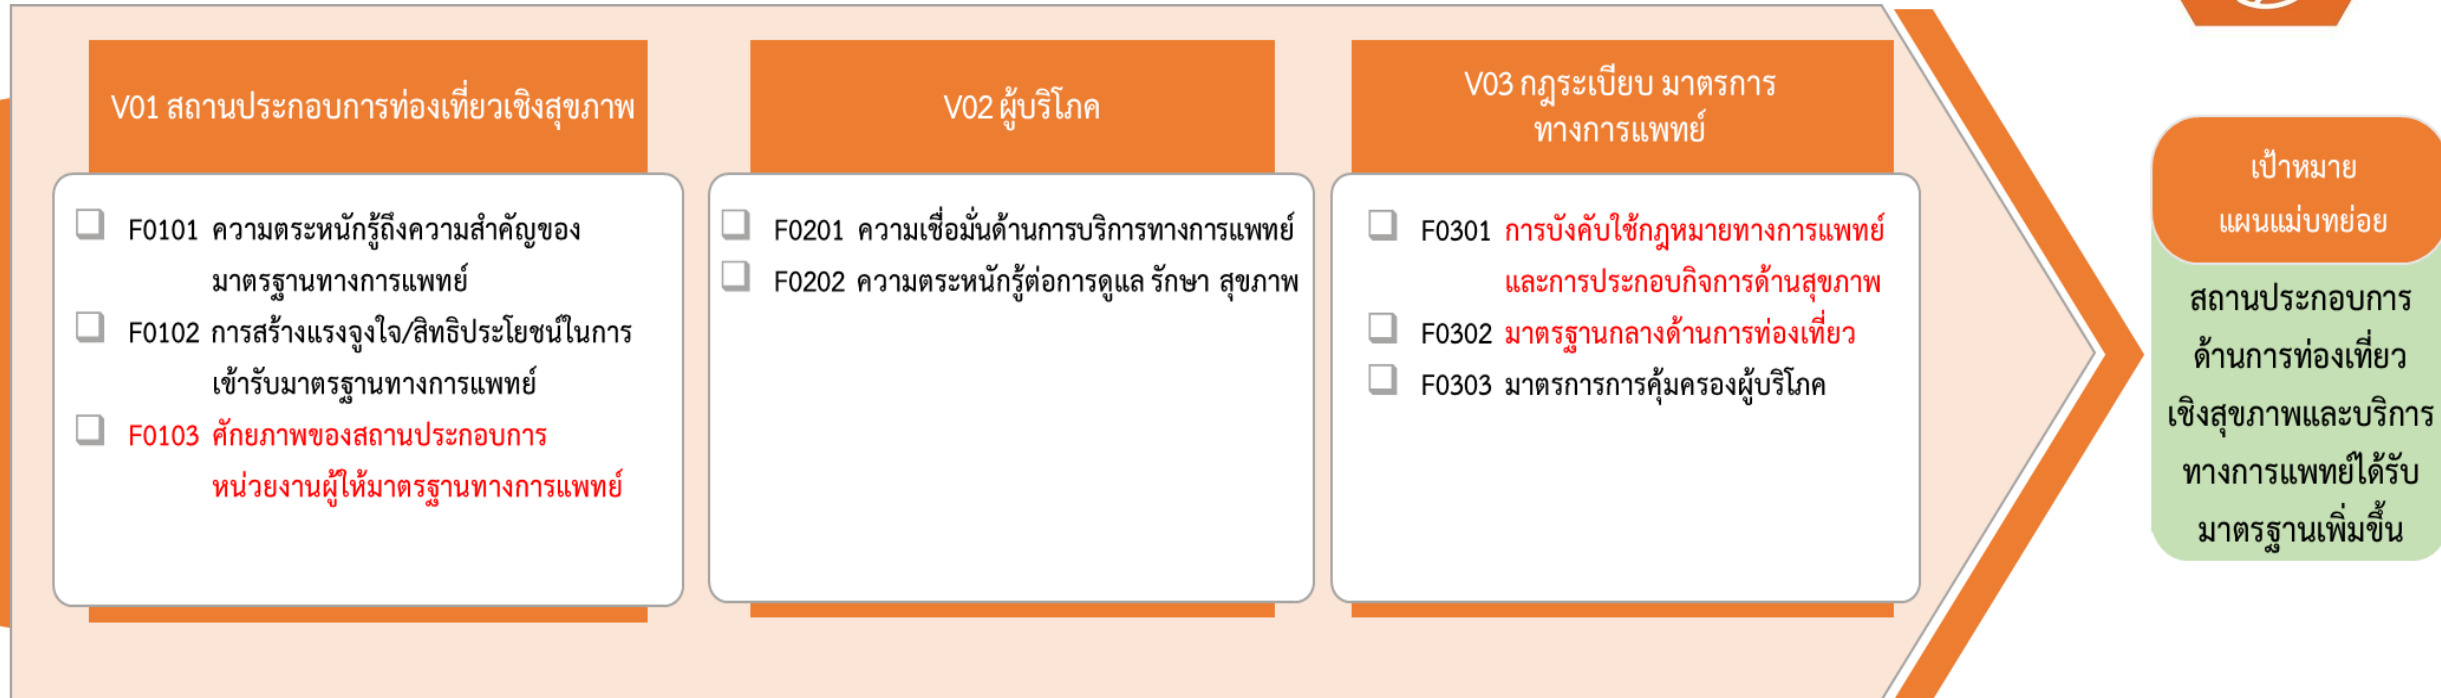 V01 สถานประกอบการท่องเที่ยวเชิงสุขภาพ
F0101 ความตระหนักรู้ถึงความสำคัญของ
มาตรฐานทางการแพทย์
F0102 การสร้างแรงจูงใจ/สิทธิประโยชน์ในการ
เข้ารับมาตรฐานทางการแพทย์
F0103 ศักยภาพของสถานประกอบการ
หน่วยงานผู้ให้มาตรฐานทางการแพทย์
V02 ผู้บริโภค
F0201 ความเชื่อมั่นด้านการบริการทางการแพทย์
F0202 ความตระหนักรู้ต่อการดูแล รักษา สุขภาพ
V03 กฎระเบียบ มาตรการ
ทางการแพทย์
F0301 การบังคับใช้กฎหมายทางการแพทย์
และการประกอบกิจการด้านสุขภาพ
F0302 มาตรฐานกลางด้านการท่องเที่ยว
F0303 มาตรการการคุ้มครองผู้บริโภค
เป้าหมาย
แผนแม่บทย่อย
สถานประกอบการ
ด้านการท่องเที่ยว
เชิงสุขภาพและบริการ
ทางการแพทย์ได้รับ
มาตรฐานเพิ่มขึ้น